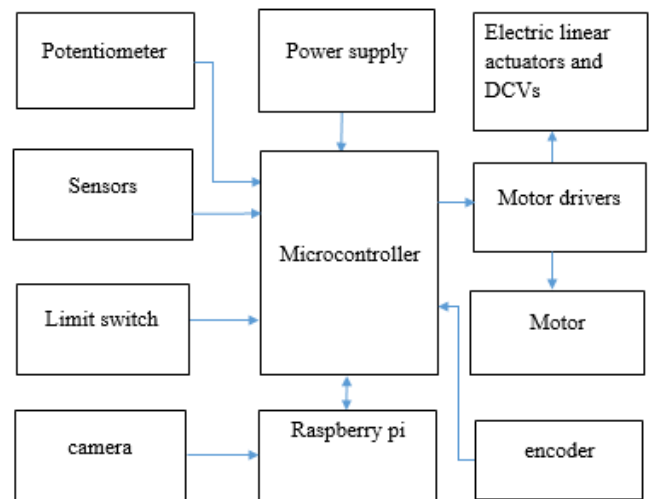 Potentiometer
Power supply
Electric linear
actuators and
DCVs
Sensors
Microcontroller
Motor drivers
Limit switch
Motor
camera
Raspberry pi
encoder